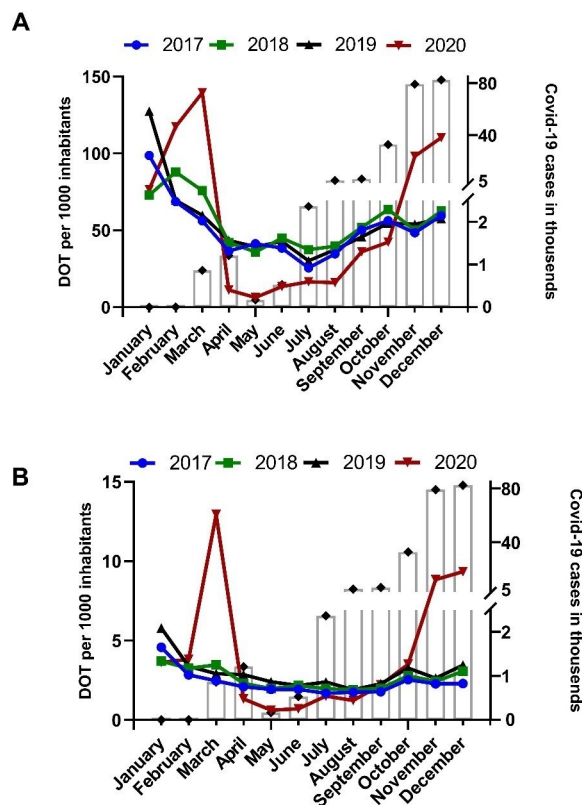 A
2017 2018 2019 2020
150
100
50
0
DOT per 1000 inhabitants
80
40
5
2
1
0
Covid-19 cases in thousends
January
February
March
April
May
June
July
August
September
October
November
December
B
2017 2018 2019 2020
15
10
5
0
DOT per 1000 inhabitants
80
40
5
2
1
0
Covid-19 cases in thousends
January
February
March
April
May
June
July
August
September
October
November
December